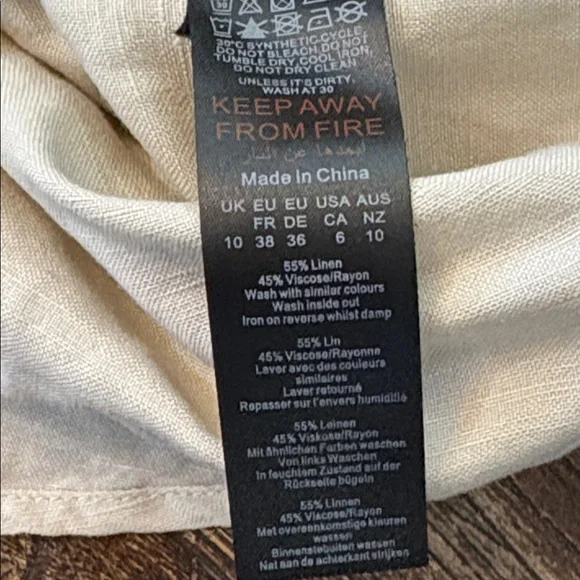 30
30°C SYNTHETIC CYCLE,
DO NOT BLEACH, DO NOT
TUMBLE DRY, COOL IRON,
DO NOT DRY CLEAN
UNLESS IT'S DIRTY,
WASH AT 30
KEEP AWAY
FROM FIRE
ليبعدها عن النار
Made in China
UK EU EU USA AUS
FR DE CA NZ
10 38 36 6 10
55% Linen
45% Viscose/Rayon
Wash with similar colours
Wash inside out
Iron on reverse whilst damp
55% Lin
45% Viscose/Rayonne
Laver avec des couleurs
similaires
Laver retourné
Repasser sur l'envers humidifié
55% Leinen
45% Viskose/Rayon
Mit ähnlichen Farben waschen
Von links Waschen
In feuchtem Zustand auf der
Rückseite bügeln
55% Linnen
45% Viscose/Rayon
Met overeenkomstige kleuren
wassen
Binnenstebuiten wassen
Nat aan de achterkant strijken